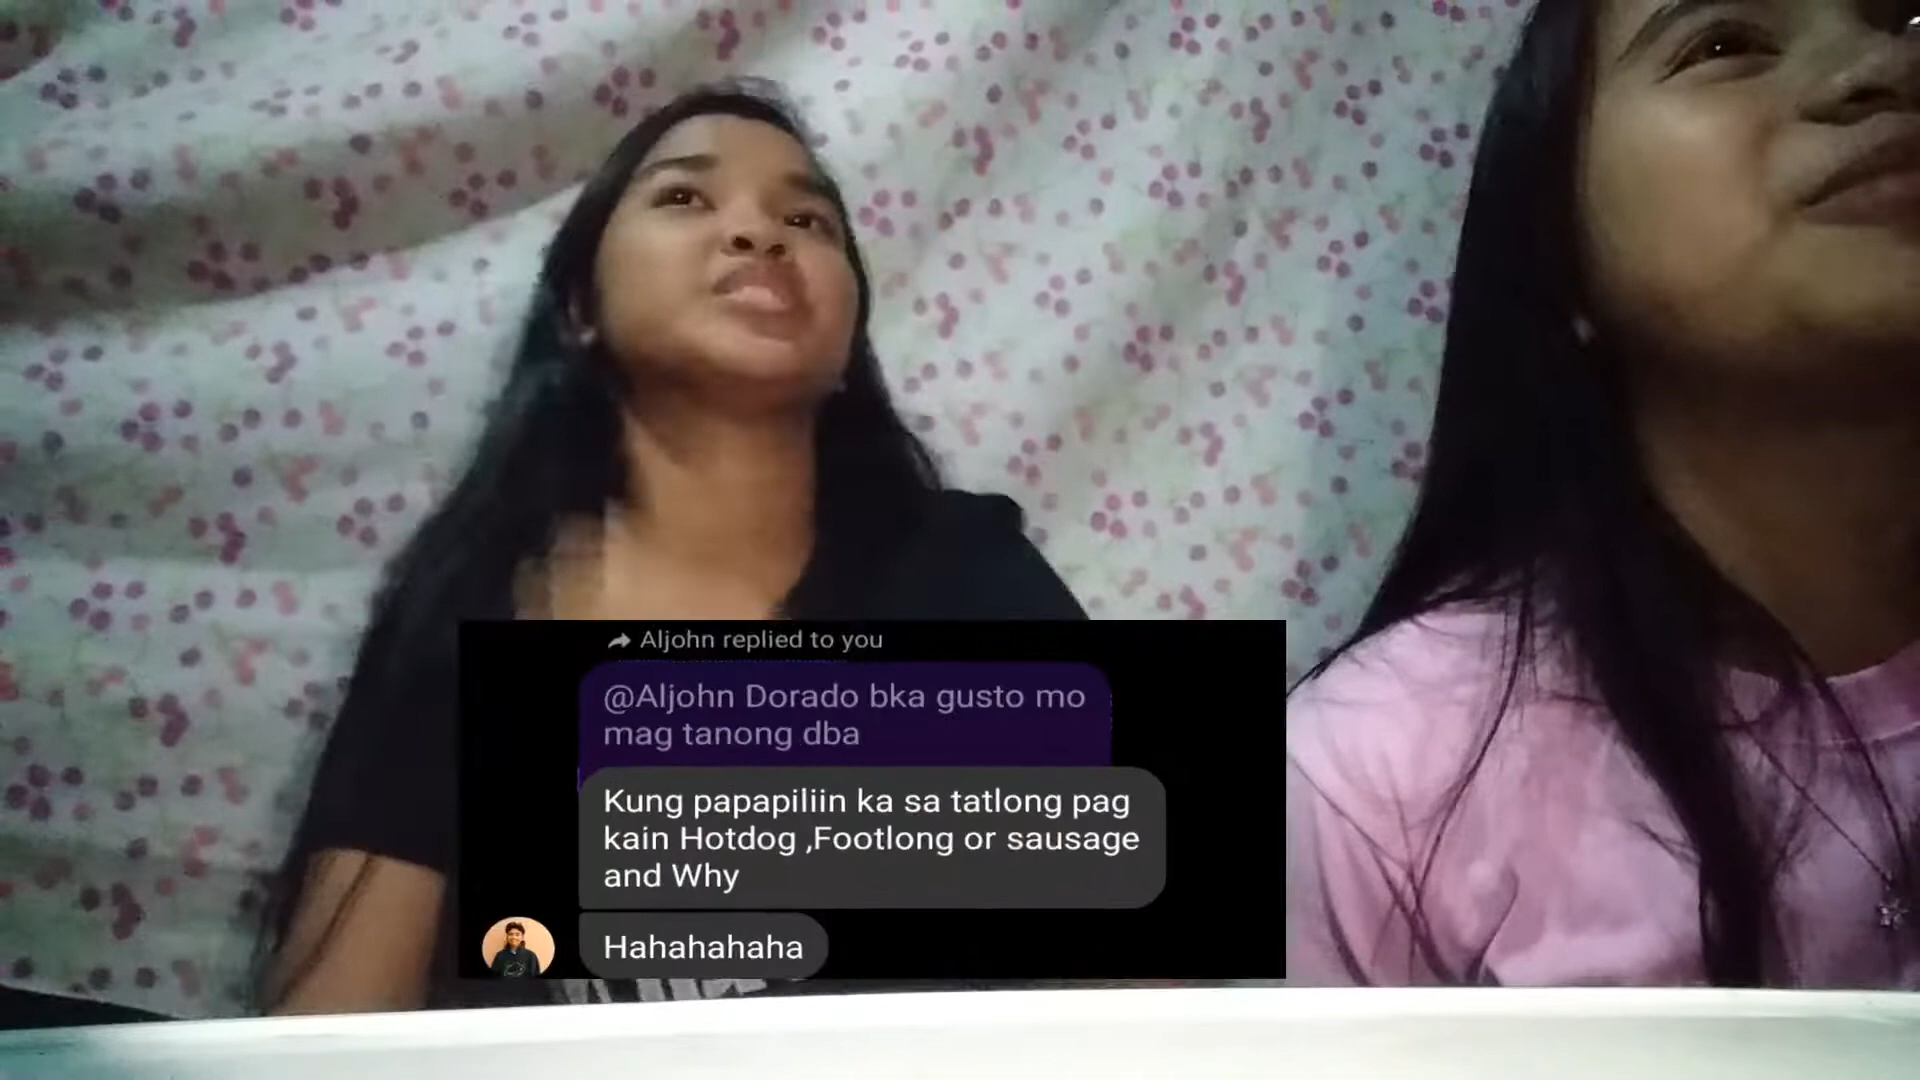 Aljohn replied to you
@Aljohn Dorado bka gusto mo
mag tanong dba
Kung papapiliin ka sa tatlong pag
kain Hotdog ,Footlong or sausage
and Why
Hahahahaha